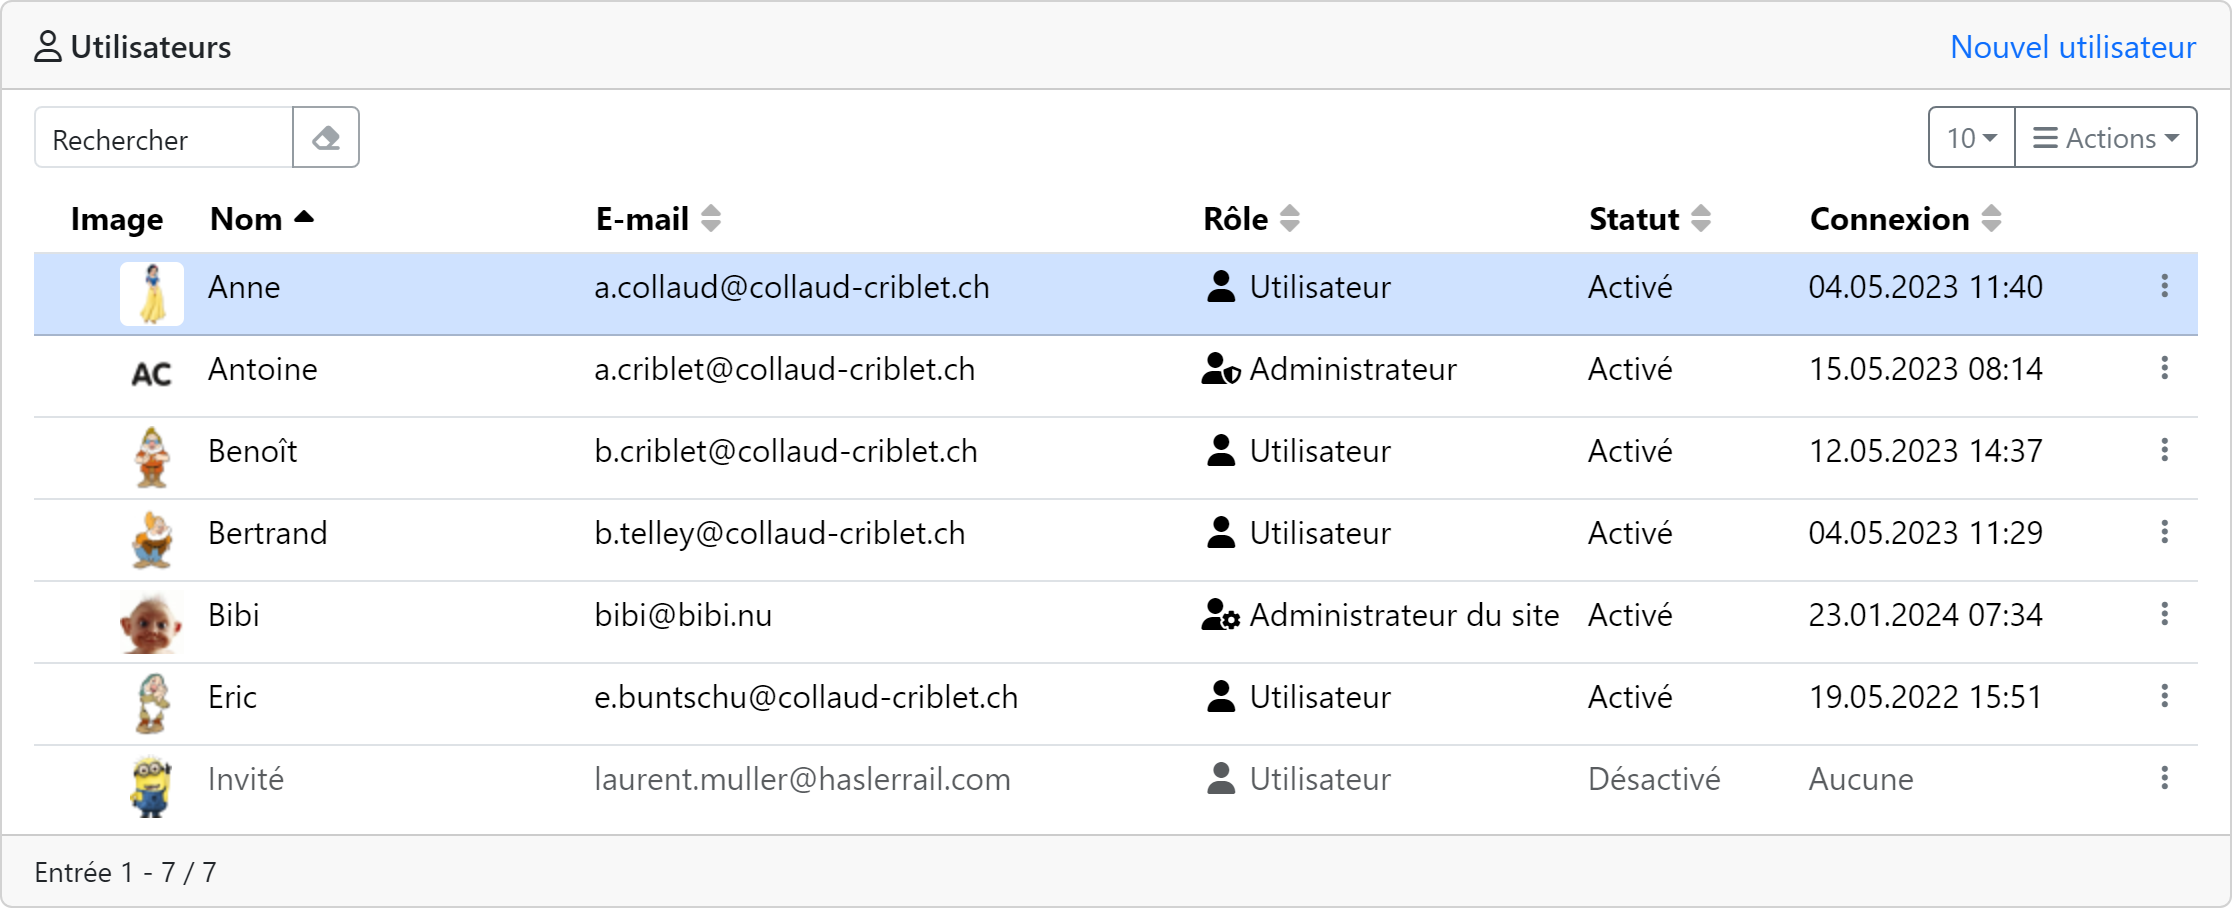 Utilisateurs Nouvel utilisateur
Rechercher 10 Actions
Image Nom E-mail Rôle Statut Connexion
Anne a.collaud@collaud-criblet.ch Utilisateur Activé 04.05.2023 11:40
AC Antoine a.criblet@collaud-criblet.ch Administrateur Activé 15.05.2023 08:14
Benoît b.criblet@collaud-criblet.ch Utilisateur Activé 12.05.2023 14:37
Bertrand b.telley@collaud-criblet.ch Utilisateur Activé 04.05.2023 11:29
Bibi bibi@bibi.nu Administrateur du site Activé 23.01.2024 07:34
Eric e.buntschu@collaud-criblet.ch Utilisateur Activé 19.05.2022 15:51
Invité laurent.muller@haslerrail.com Utilisateur Désactivé Aucune
Entrée 1 - 7 / 7